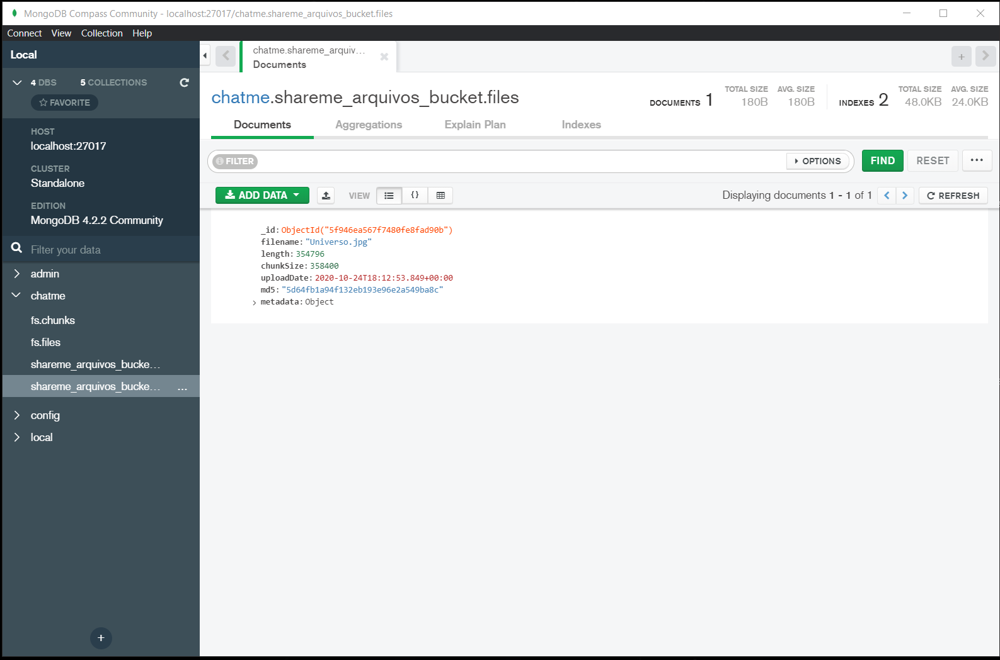 MongoDB Compass Community - localhost:27017/chatme.shareme_arquivos_bucket.files
Connect View Collection Help
Local
4 DBS 5 COLLECTIONS
FAVORITE
HOST
localhost:27017
CLUSTER
Standalone
EDITION
MongoDB 4.2.2 Community
Filter your data
admin
chatme
fs.chunks
fs.files
shareme_arquivos_bucke...
shareme_arquivos_bucke... ...
config
local
+
chatme.shareme_arquiv...
Documents
+
chatme.shareme_arquivos_bucket.files
DOCUMENTS 1 TOTAL SIZE 180B AVG. SIZE 180B INDEXES 2 TOTAL SIZE 48.0KB AVG. SIZE 24.0KB
Documents Aggregations Explain Plan Indexes
FILTER OPTIONS FIND RESET ...
ADD DATA VIEW {} Displaying documents 1 - 1 of 1 REFRESH
_id: ObjectId("5f946ea567f7480fe8fad90b")
filename: "Universo.jpg"
length: 354796
chunkSize: 358400
uploadDate: 2020-10-24T18:12:53.849+00:00
md5: "5d64fb1a94f132eb193e96e2a549ba8c"
metadata: Object